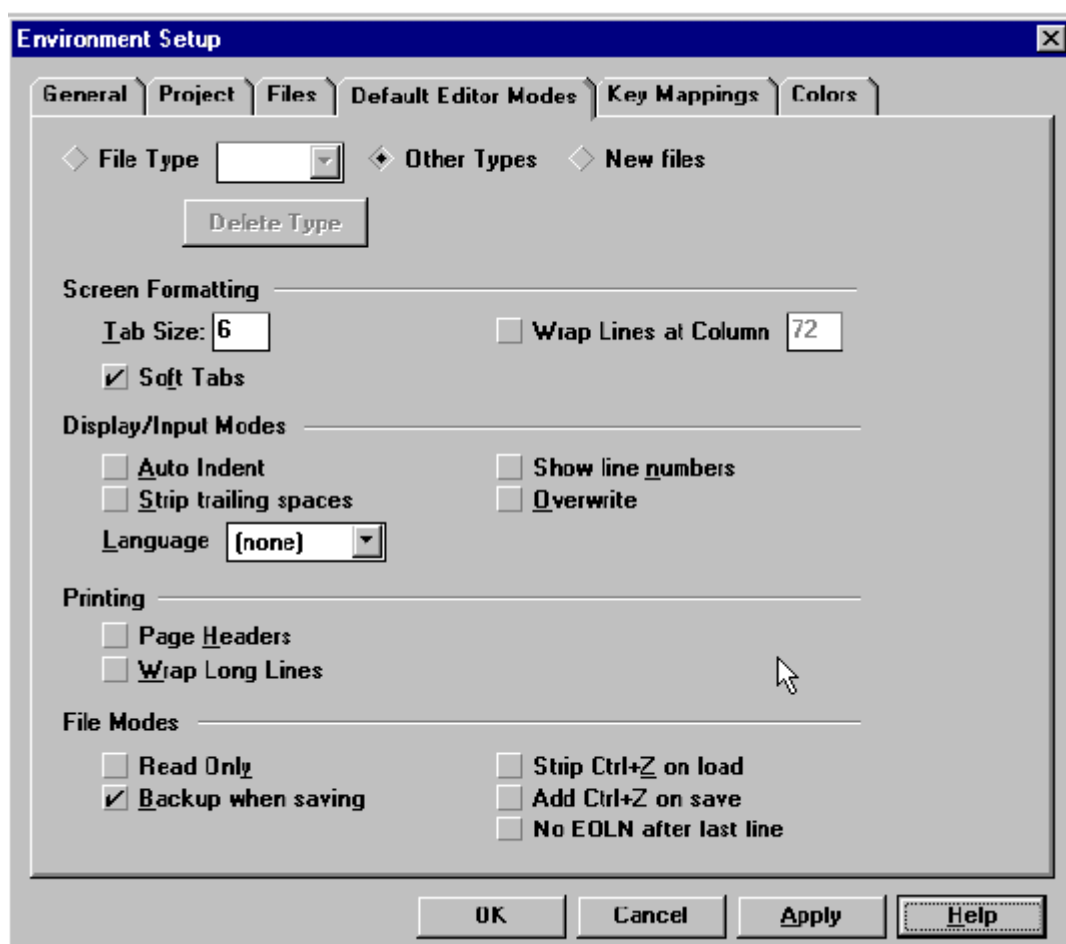 Environment Setup
General Project Files Default Editor Modes Key Mappings Colors
File Type Other Types New files
Delete Type
Screen Formatting
Tab Size: 6 Wrap Lines at Column 72
Soft Tabs
Display/Input Modes
Auto Indent Show line numbers
Strip trailing spaces Overwrite
Language (none)
Printing
Page Headers
Wrap Long Lines
File Modes
Read Only Strip Ctrl+Z on load
Backup when saving Add Ctrl+Z on save
No EOLN after last line
OK Cancel Apply Help